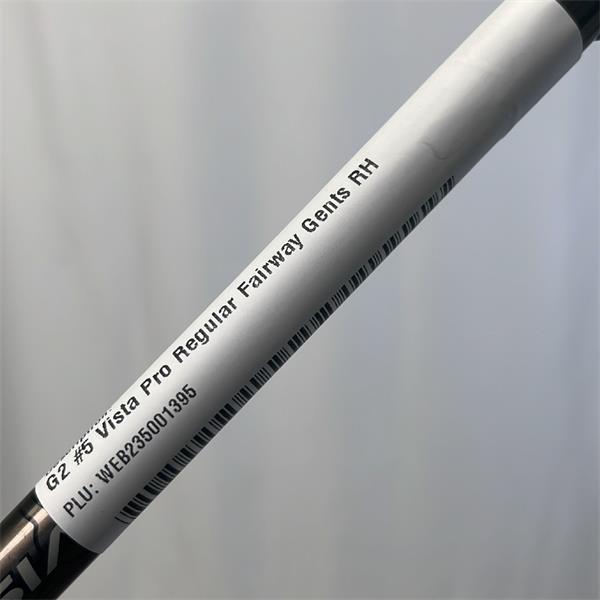 G2 #5 Vista Pro Regular Fairway Gents RH
PLU: WEB235001395